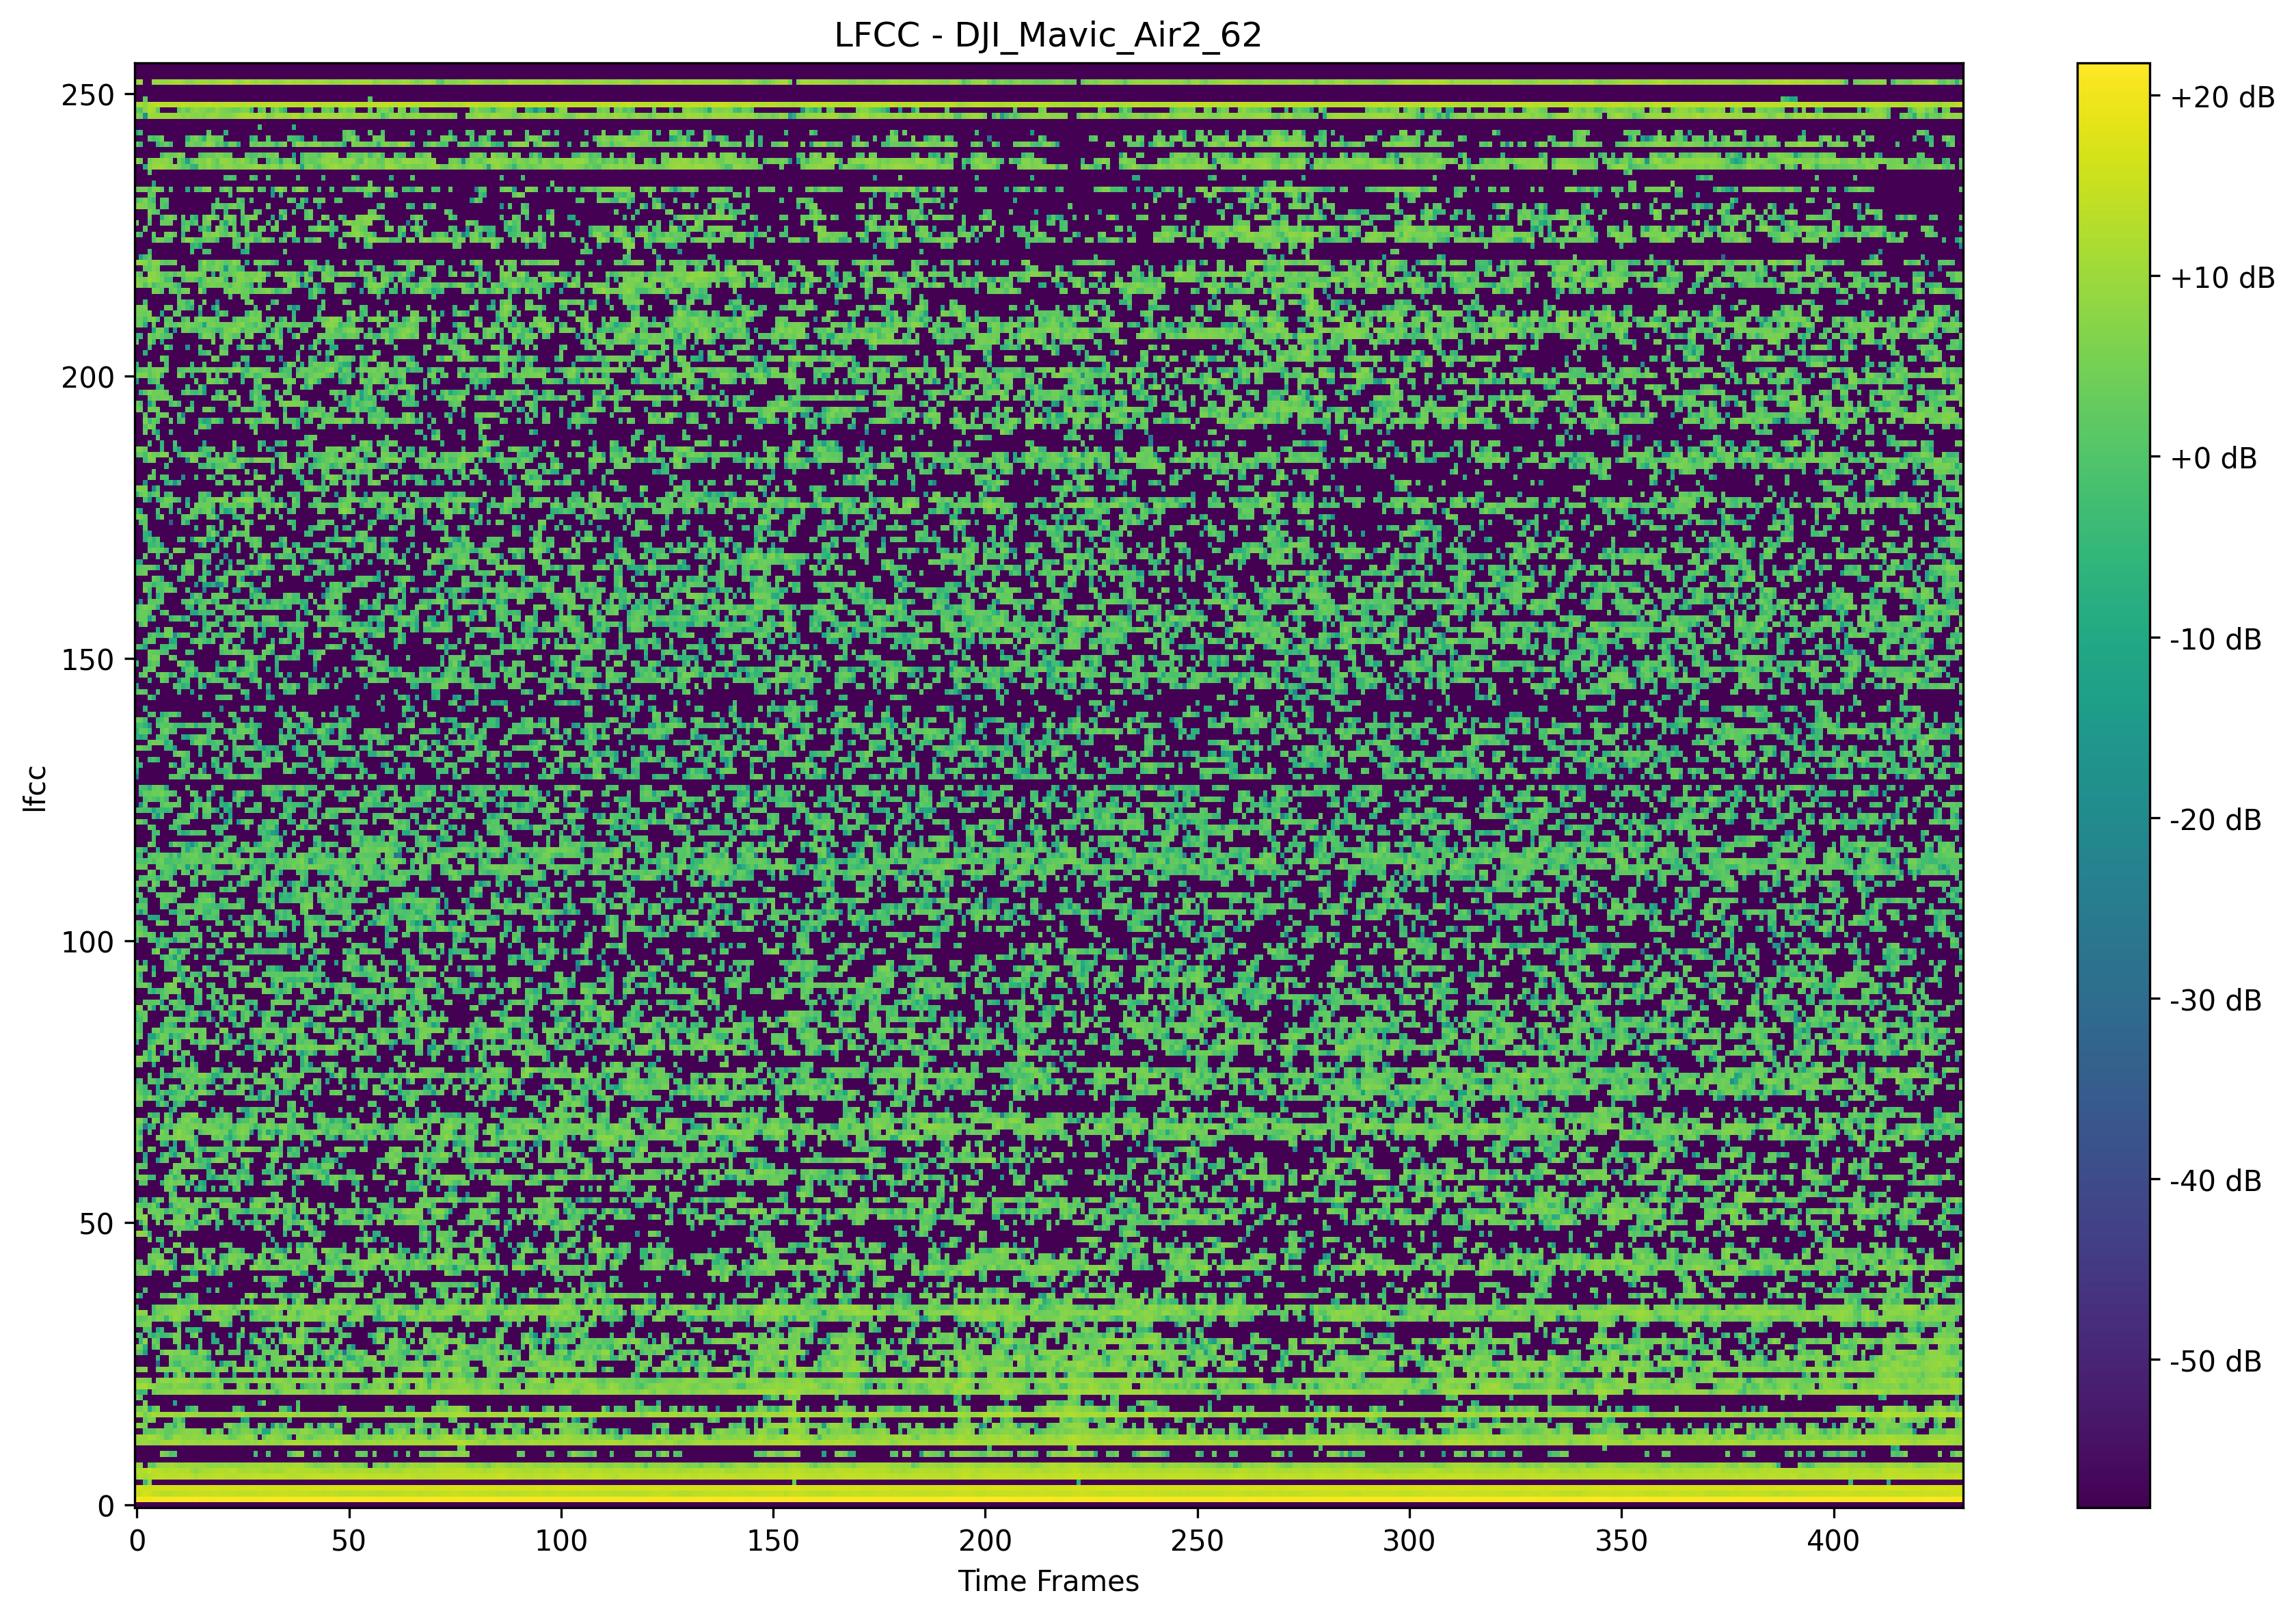 LFCC - DJI_Mavic_Air2_62
250
200
150
100
50
0
lfcc
0 50 100 150 200 250 300 350 400
Time Frames
+20 dB
+10 dB
+0 dB
-10 dB
-20 dB
-30 dB
-40 dB
-50 dB